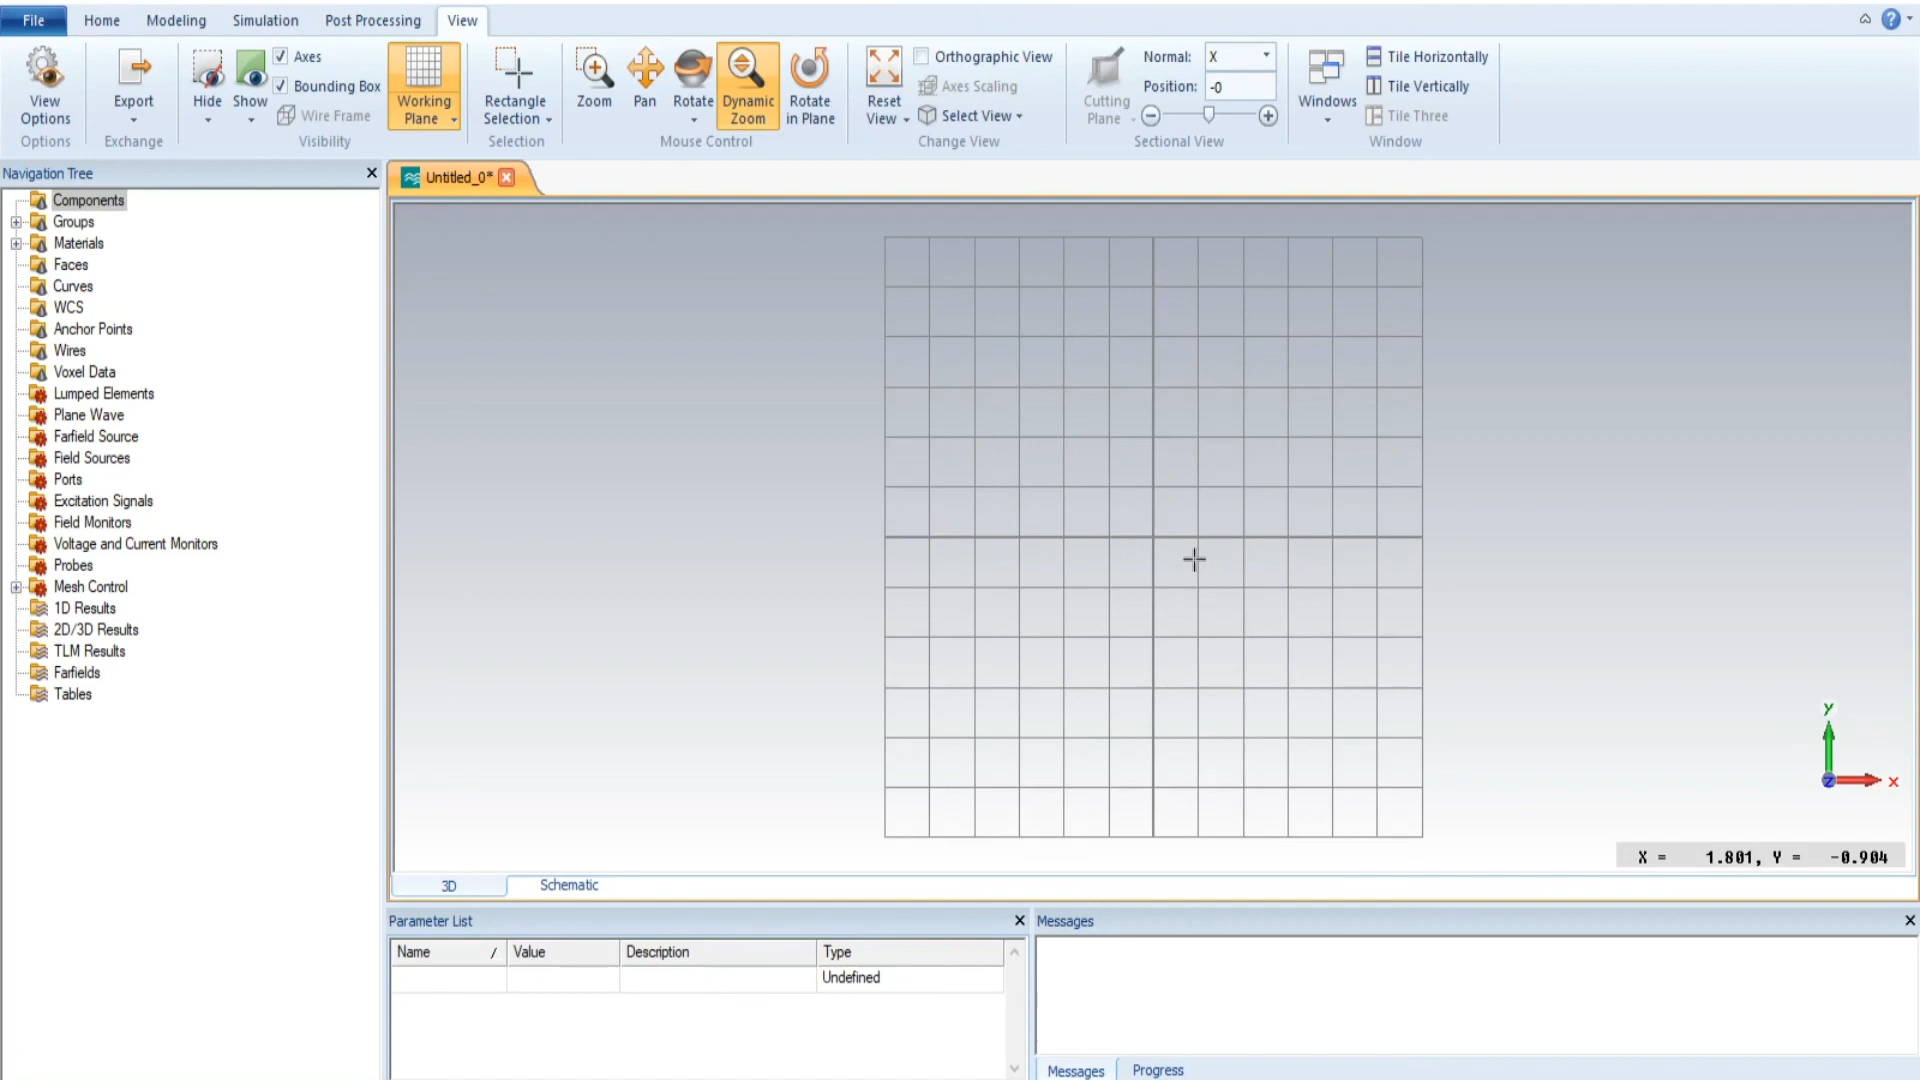 File Home Modeling Simulation Post Processing View
View Options
Export
Hide
Show
Axes
Bounding Box
Wire Frame
Working Plane
Rectangle Selection
Zoom
Pan
Rotate
Dynamic Zoom
Rotate in Plane
Reset View
Orthographic View
Axes Scaling
Select View
Cutting Plane
Normal: X
Position: -0
Windows
Tile Horizontally
Tile Vertically
Tile Three
Options Exchange Visibility Selection Mouse Control Change View Sectional View Window
Navigation Tree
Untitled_0*
Components
Groups
Materials
Faces
Curves
WCS
Anchor Points
Wires
Voxel Data
Lumped Elements
Plane Wave
Farfield Source
Field Sources
Ports
Excitation Signals
Field Monitors
Voltage and Current Monitors
Probes
Mesh Control
1D Results
2D/3D Results
TLM Results
Farfields
Tables
y
z
x
X = 1.801, Y = -0.904
3D Schematic
Parameter List
Name / Value Description Type
Undefined
Messages
Messages Progress